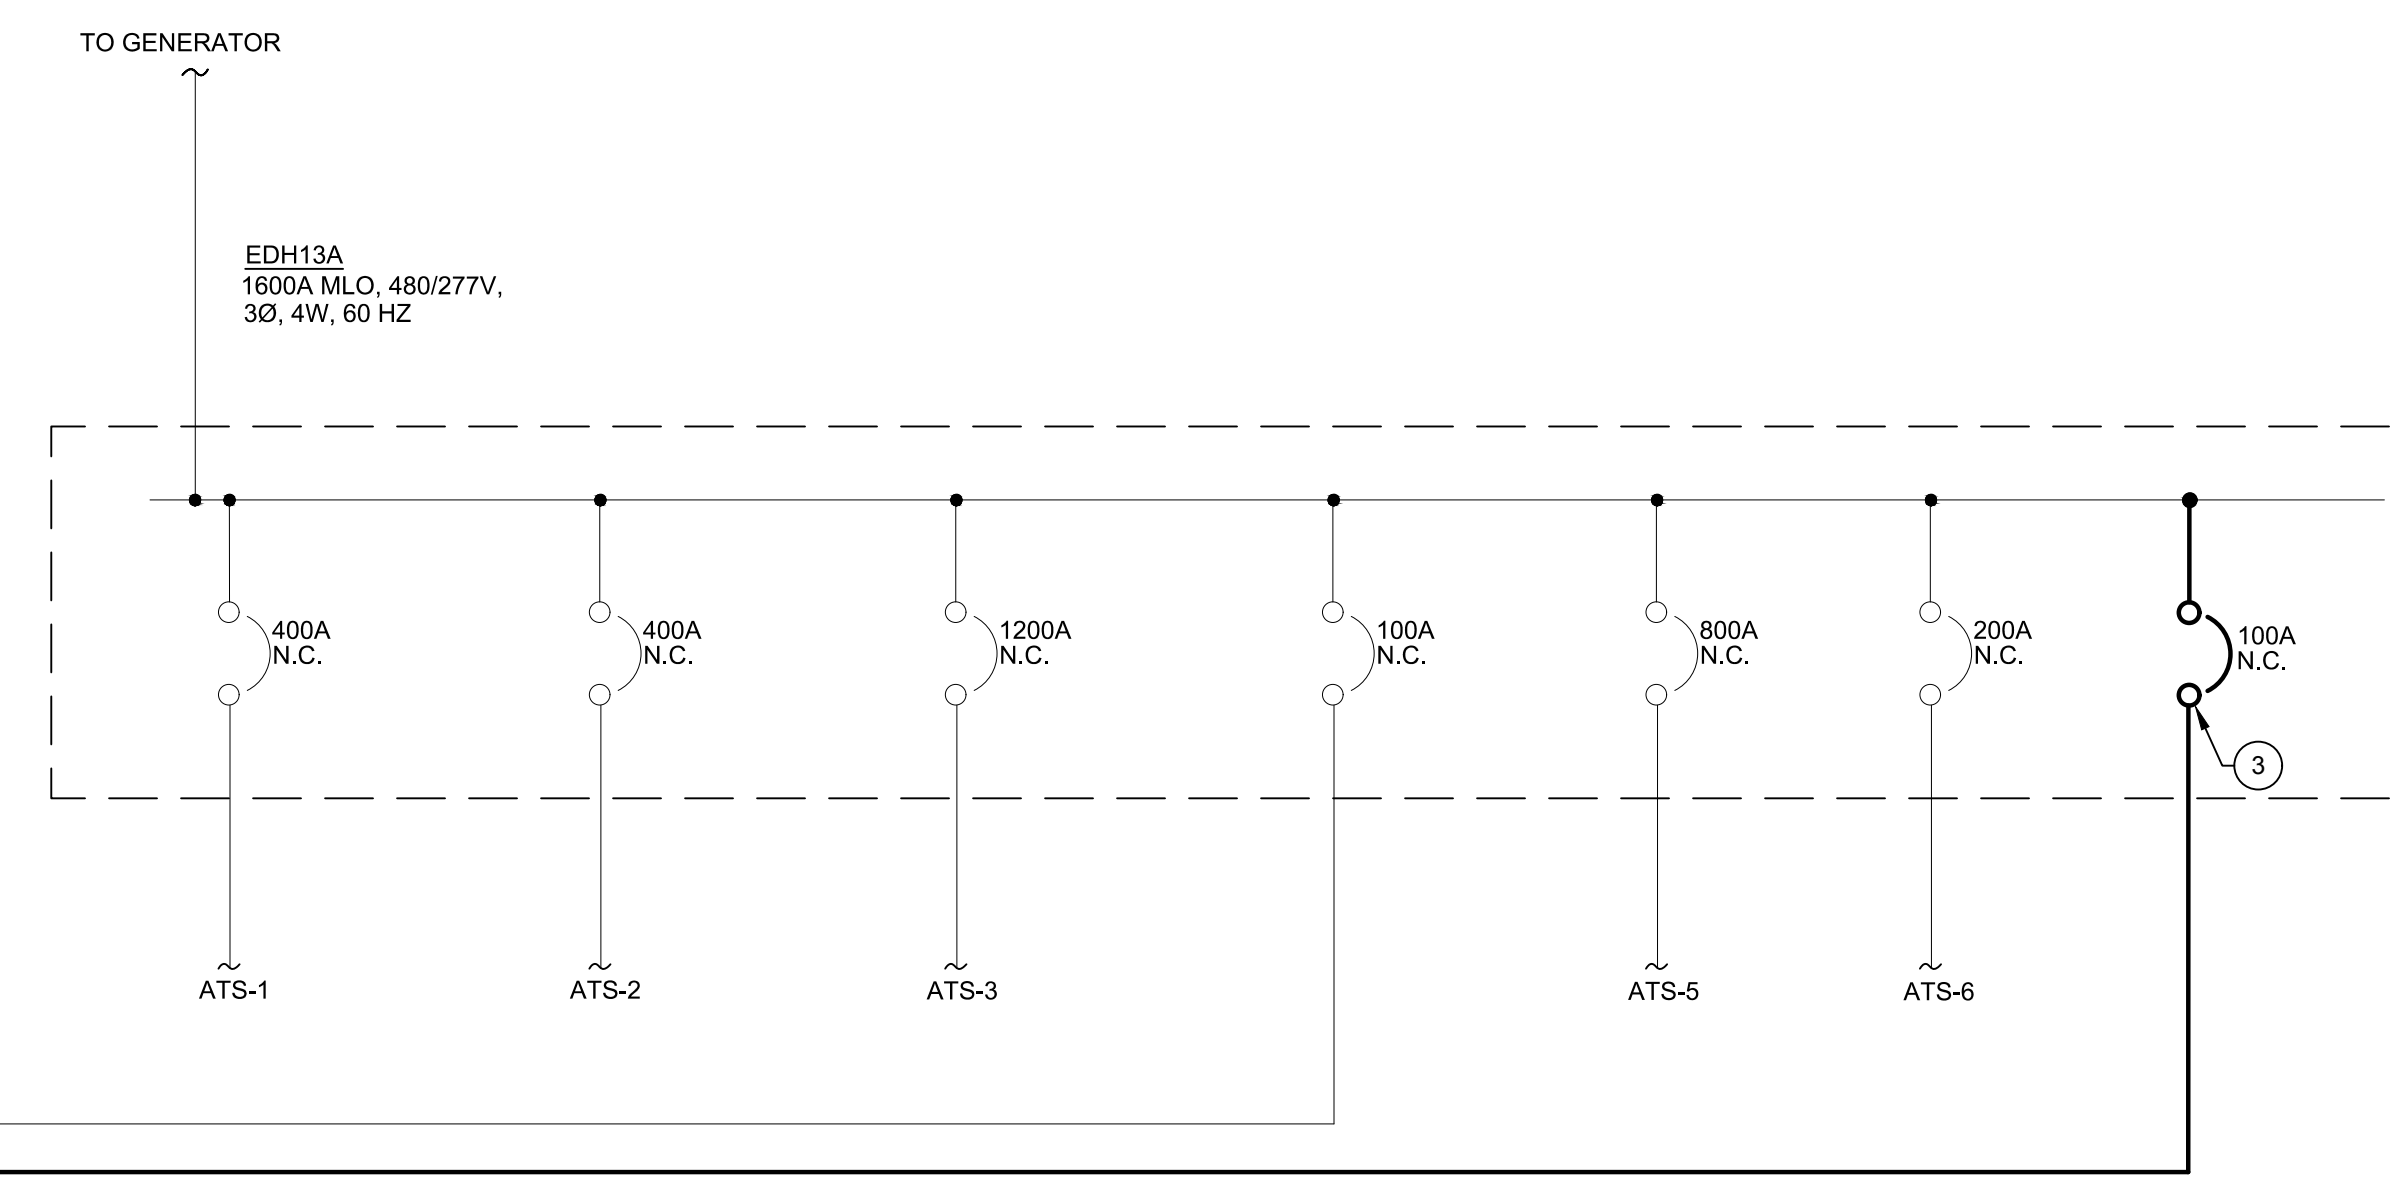 TO GENERATOR
EDH13A
1600A MLO, 480/277V,
3Ø, 4W, 60 HZ
400A
N.C.
400A
N.C.
1200A
N.C.
100A
N.C.
800A
N.C.
200A
N.C.
100A
N.C.
3
ATS-1
ATS-2
ATS-3
ATS-5
ATS-6